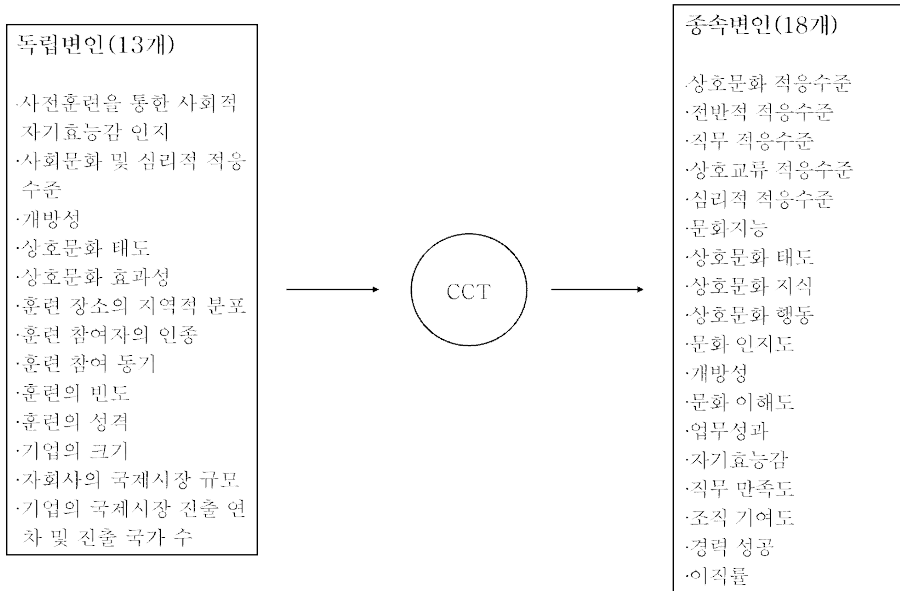 독립변인(13개)
·사전훈련을 통한 사회적
자기효능감 인지
·사회문화 및 심리적 적응
수준
·개방성
·상호문화 태도
·상호문화 효과성
·훈련 장소의 지역적 분포
·훈련 참여자의 인종
·훈련 참여 동기
·훈련의 빈도
·훈련의 성격
·기업의 크기
·자회사의 국제시장 규모
·기업의 국제시장 진출 연
차 및 진출 국가 수
CCT
종속변인(18개)
·상호문화 적응수준
·전반적 적응수준
·직무 적응수준
·상호교류 적응수준
·심리적 적응수준
·문화지능
·상호문화 태도
·상호문화 지식
·상호문화 행동
·문화 인지도
·개방성
·문화 이해도
·업무성과
·자기효능감
·직무 만족도
·조직 기여도
·경력 성공
·이직률